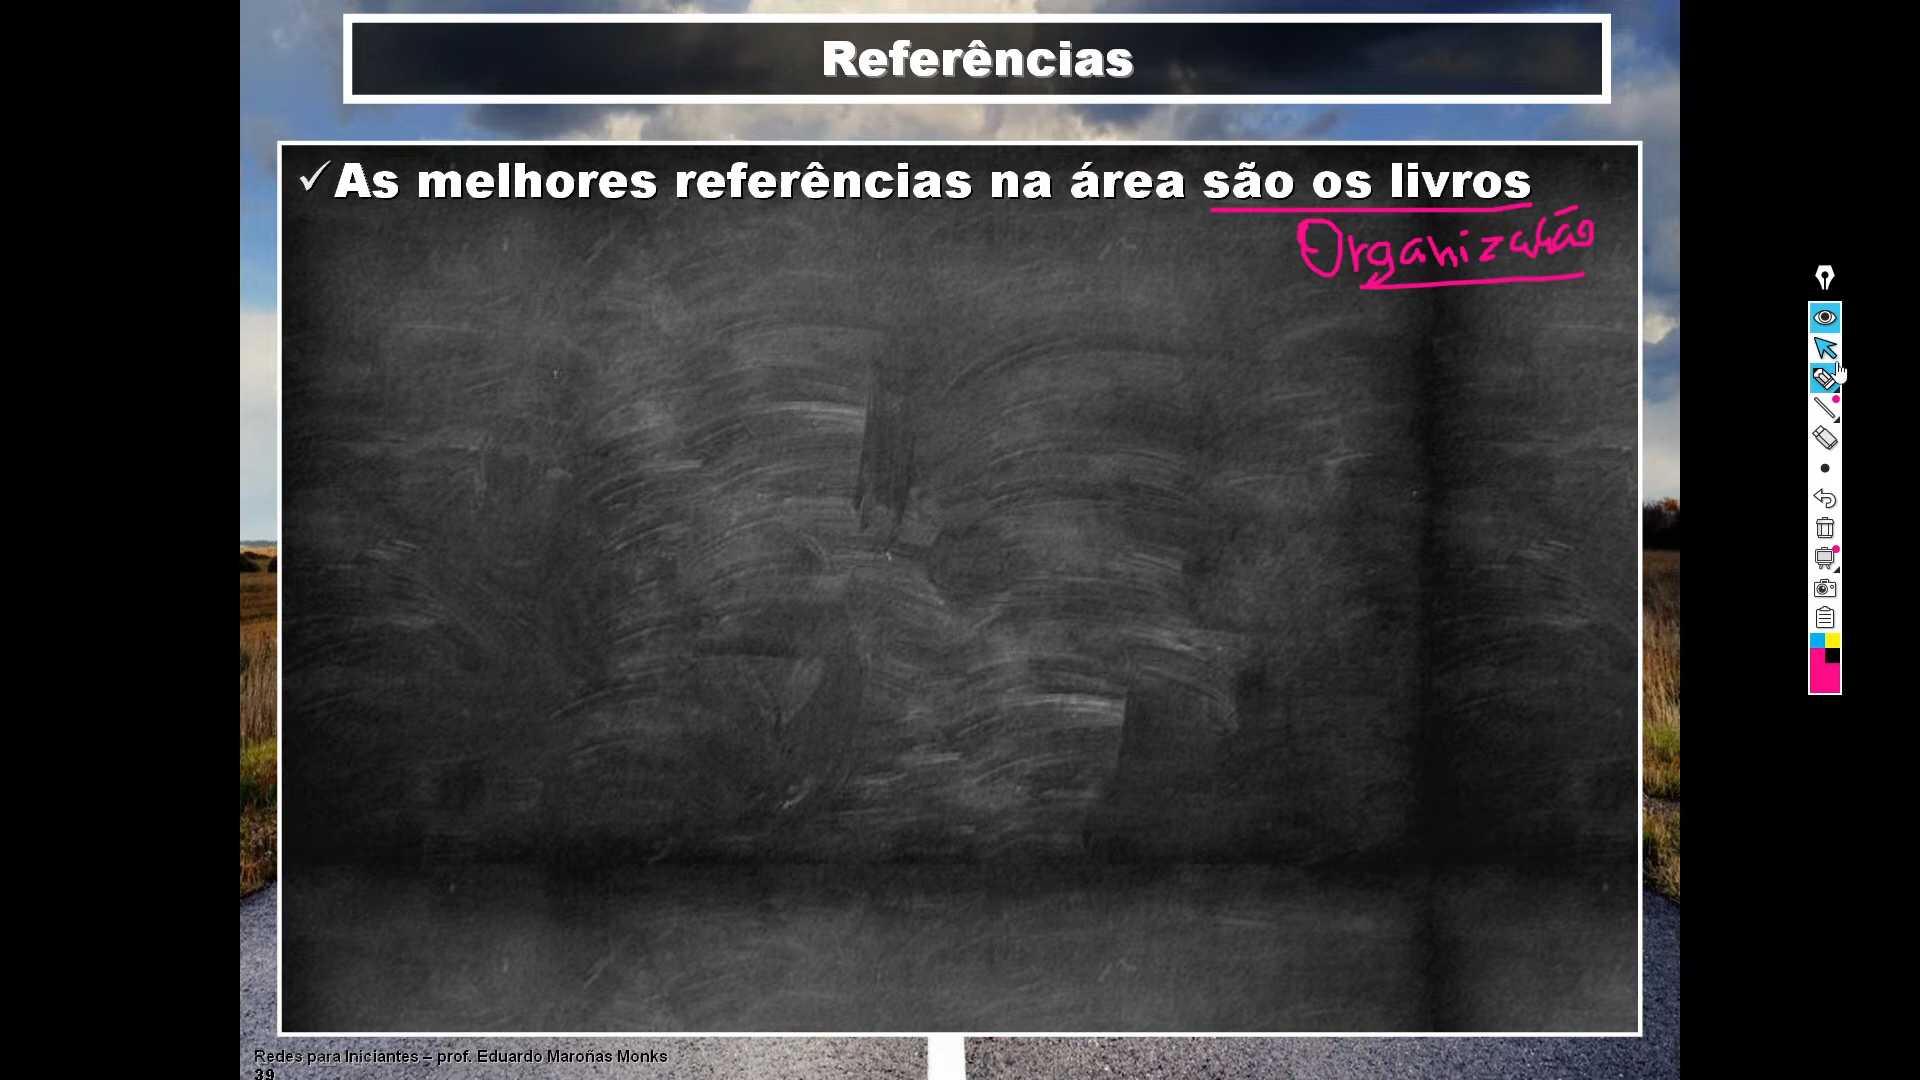 Referências
✓As melhores referências na área são os livros
Organização
Redes para Iniciantes – prof. Eduardo Maroñas Monks
39